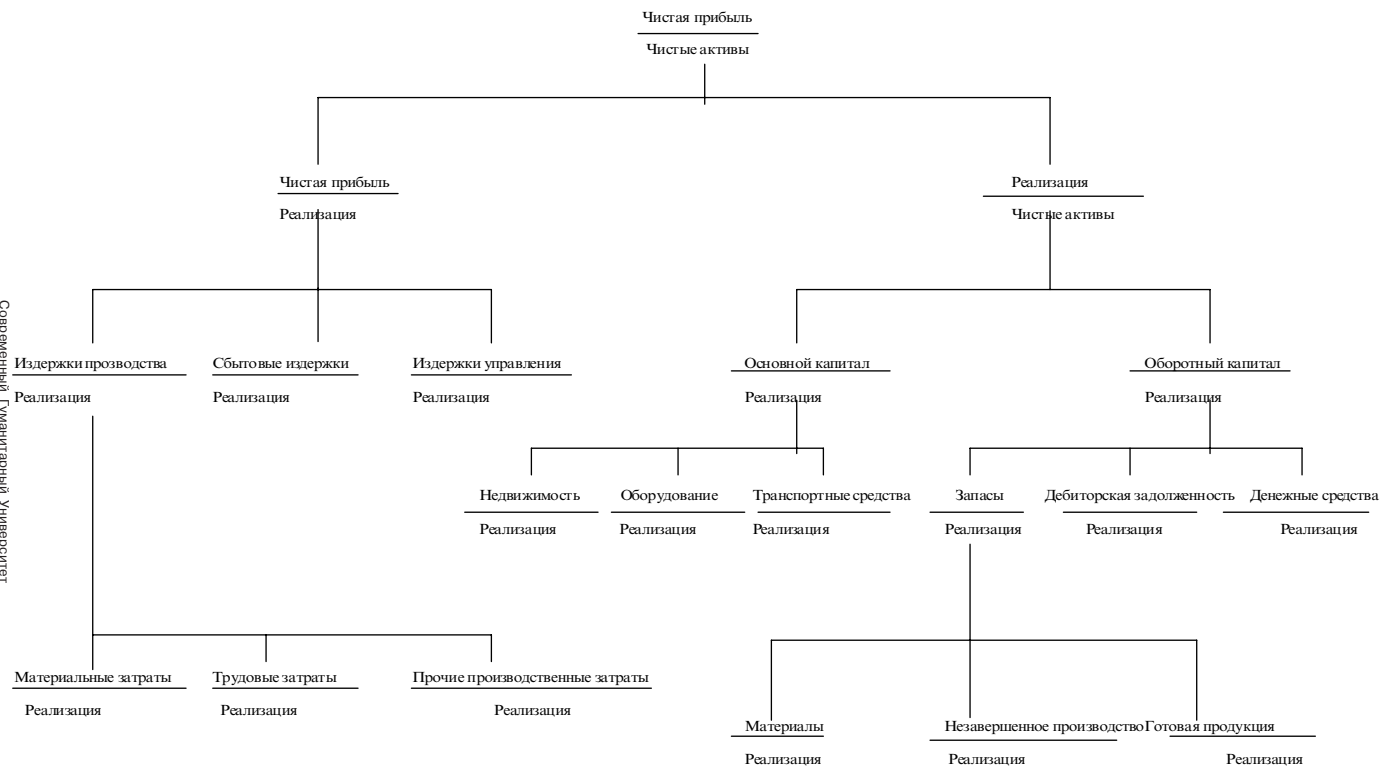 Чистая прибыль
Чистые активы
Чистая прибыль
Реализация
Реализация
Чистые активы
Издержки прозводства
Реализация
Сбытовые издержки
Реализация
Издержки управления
Реализация
Основной капитал
Реализация
Оборотный капитал
Реализация
Недвижимость
Реализация
Оборудование
Реализация
Транспортные средства
Реализация
Запасы
Реализация
Дебиторская задолженность
Реализация
Денежные средства
Реализация
Материальные затраты
Реализация
Трудовые затраты
Реализация
Прочие производственные затраты
Реализация
Материалы
Реализация
Незавершенное производство
Реализация
Готовая продукция
Реализация
Современный Гуманитарный Университет